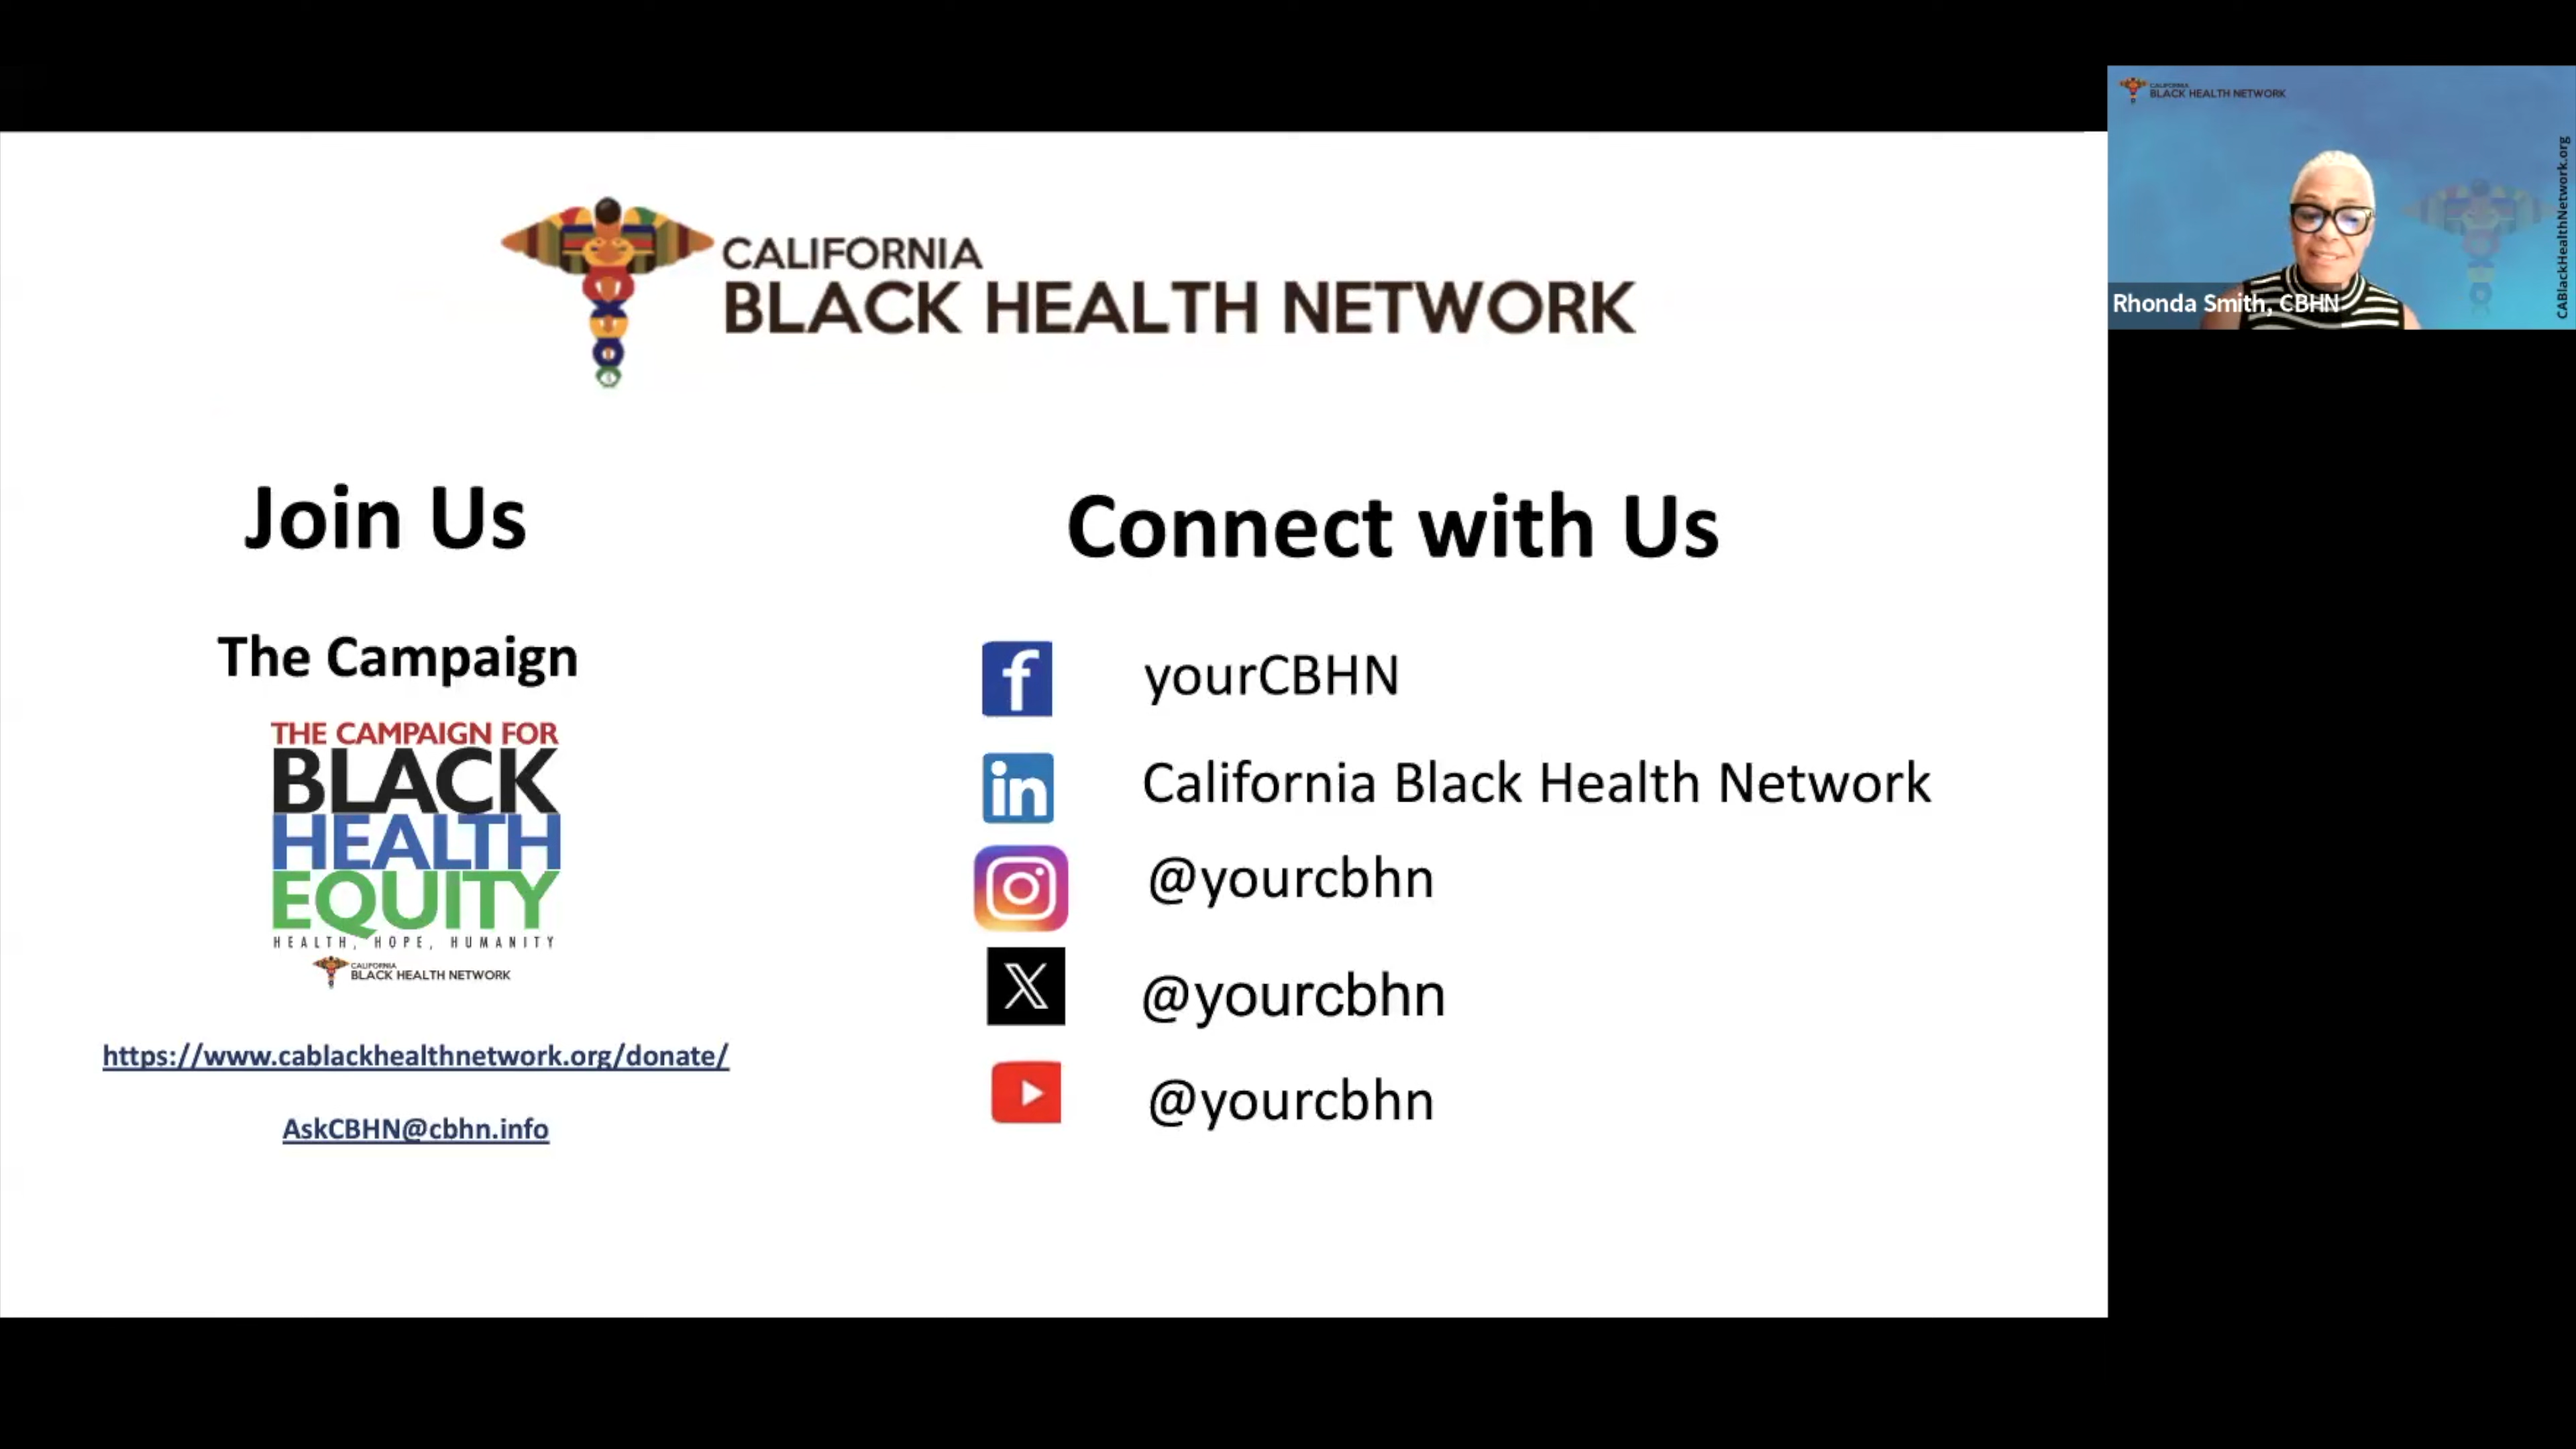 CALIFORNIA
BLACK HEALTH NETWORK
Join Us
The Campaign
THE CAMPAIGN FOR
BLACK
HEALTH
EQUITY
HEALTH, HOPE, HUMANITY
CALIFORNIA
BLACK HEALTH NETWORK
https://www.cablackhealthnetwork.org/donate/
AskCBHN@cbhn.info
Connect with Us
f
yourCBHN
in
California Black Health Network
@yourcbhn
X
@yourcbhn
@yourcbhn
CALIFORNIA
BLACK HEALTH NETWORK
CABlackHealthNetwork.org
Rhonda Smith, CBHN